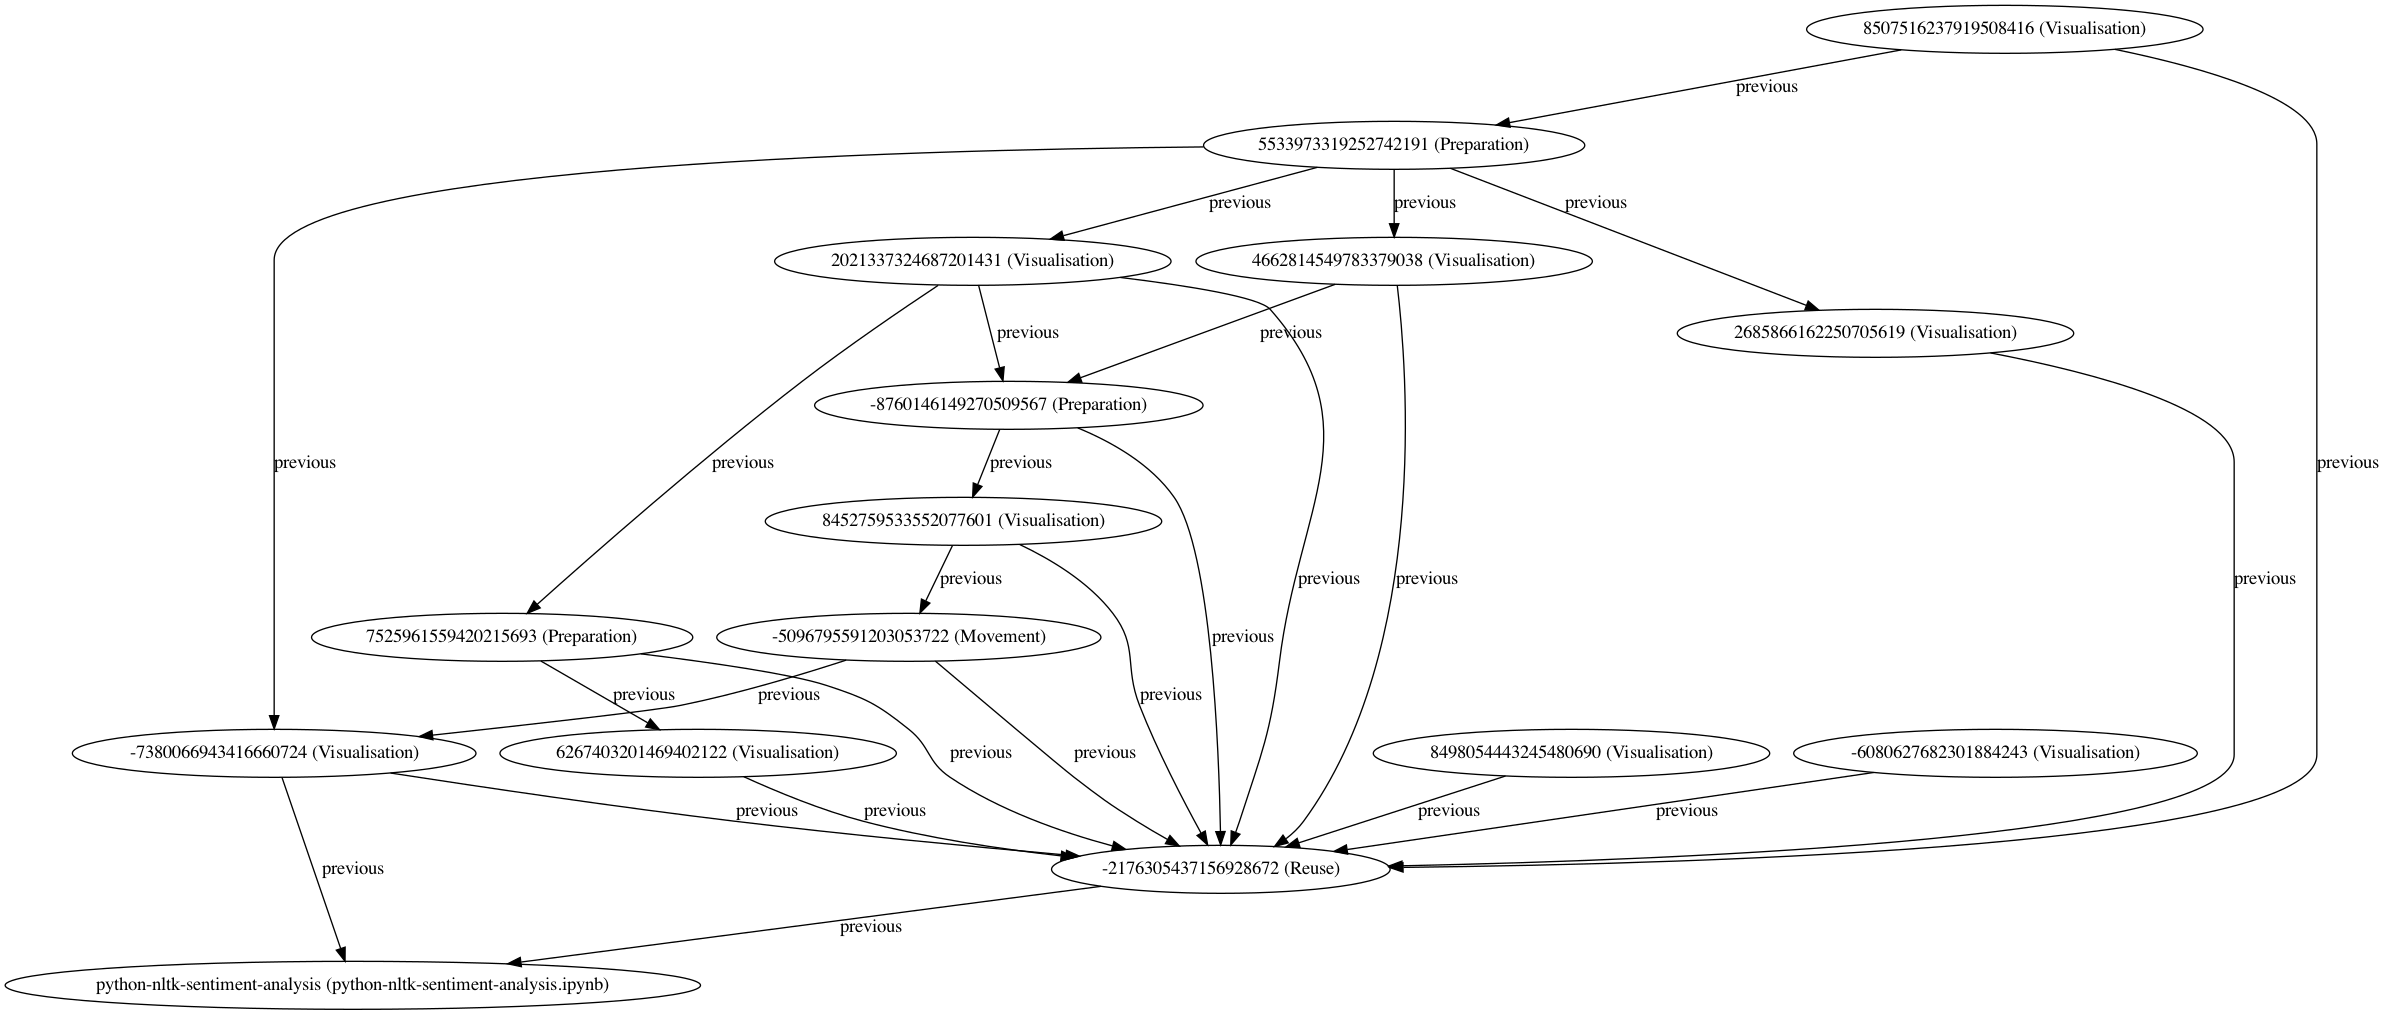 8507516237919508416 (Visualisation)
previous
5533973319252742191 (Preparation)
previous
previous
previous
2021337324687201431 (Visualisation)
4662814549783379038 (Visualisation)
previous
previous
2685866162250705619 (Visualisation)
-8760146149270509567 (Preparation)
previous
previous
previous
previous
8452759533552077601 (Visualisation)
previous
previous
previous
previous
7525961559420215693 (Preparation)
-5096795591203053722 (Movement)
previous
previous
previous
previous
-7380066943416660724 (Visualisation)
6267403201469402122 (Visualisation)
previous
previous
8498054443245480690 (Visualisation)
-6080627682301884243 (Visualisation)
previous
previous
previous
previous
-2176305437156928672 (Reuse)
previous
previous
python-nltk-sentiment-analysis (python-nltk-sentiment-analysis.ipynb)